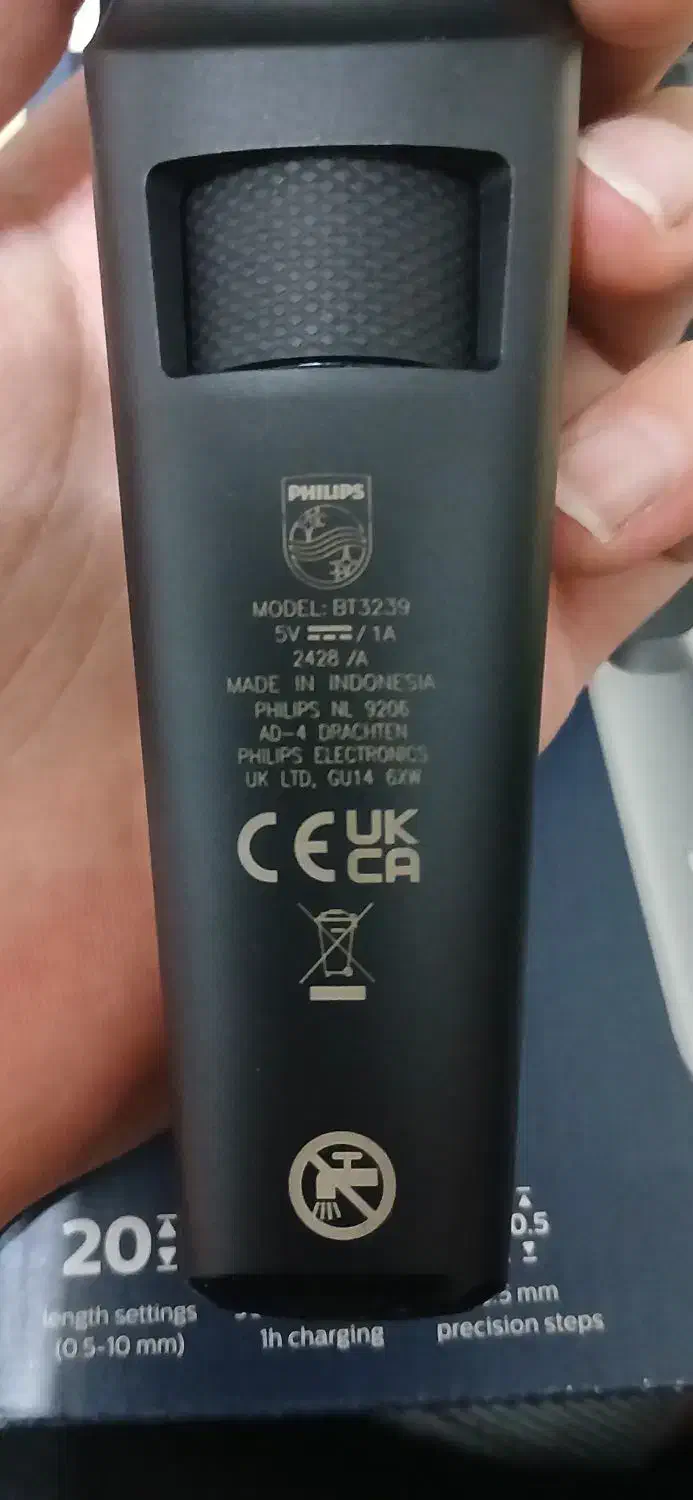 PHILIPS
MODEL: BT3239
5V / 1A
2428 /A
MADE IN INDONESIA
PHILIPS NL 9206
AD-4 DRACHTEN
PHILIPS ELECTRONICS
UK LTD, GU14 6XW
CE UK
CA
20
0.5
length settings
(0.5-10 mm)
1h charging
mm
precision steps